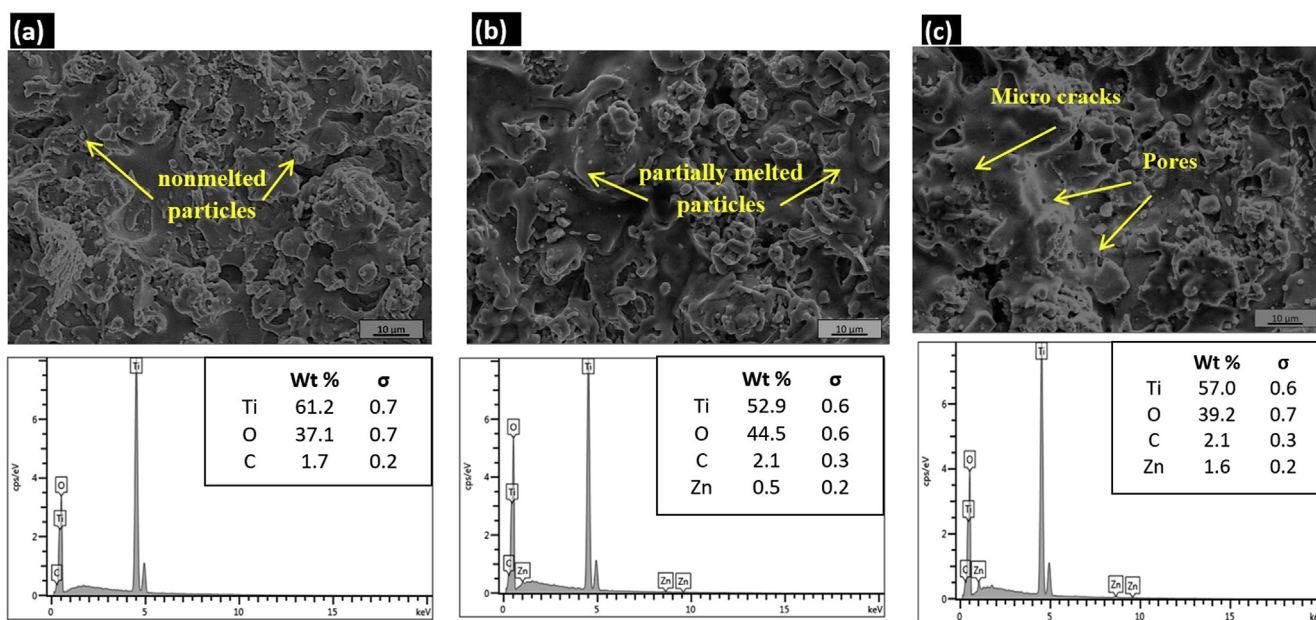 (a)
nonmelted
particles
10 µm
(b)
partially melted
particles
10 µm
(c)
Micro cracks
Pores
10 µm
Wt % σ
Ti 61.2 0.7
O 37.1 0.7
C 1.7 0.2
Ti
O
Ti
C
cps/eV
6
4
2
0
0
5
10
15
keV
Wt % σ
Ti 52.9 0.6
O 44.5 0.6
C 2.1 0.3
Zn 0.5 0.2
Ti
O
Ti
C
Zn
Zn
Zn
cps/eV
6
4
2
0
0
5
10
15
keV
Wt % σ
Ti 57.0 0.6
O 39.2 0.7
C 2.1 0.3
Zn 1.6 0.2
Ti
O
Ti
C
Zn
Zn
Zn
cps/eV
6
4
2
0
0
5
10
15
keV